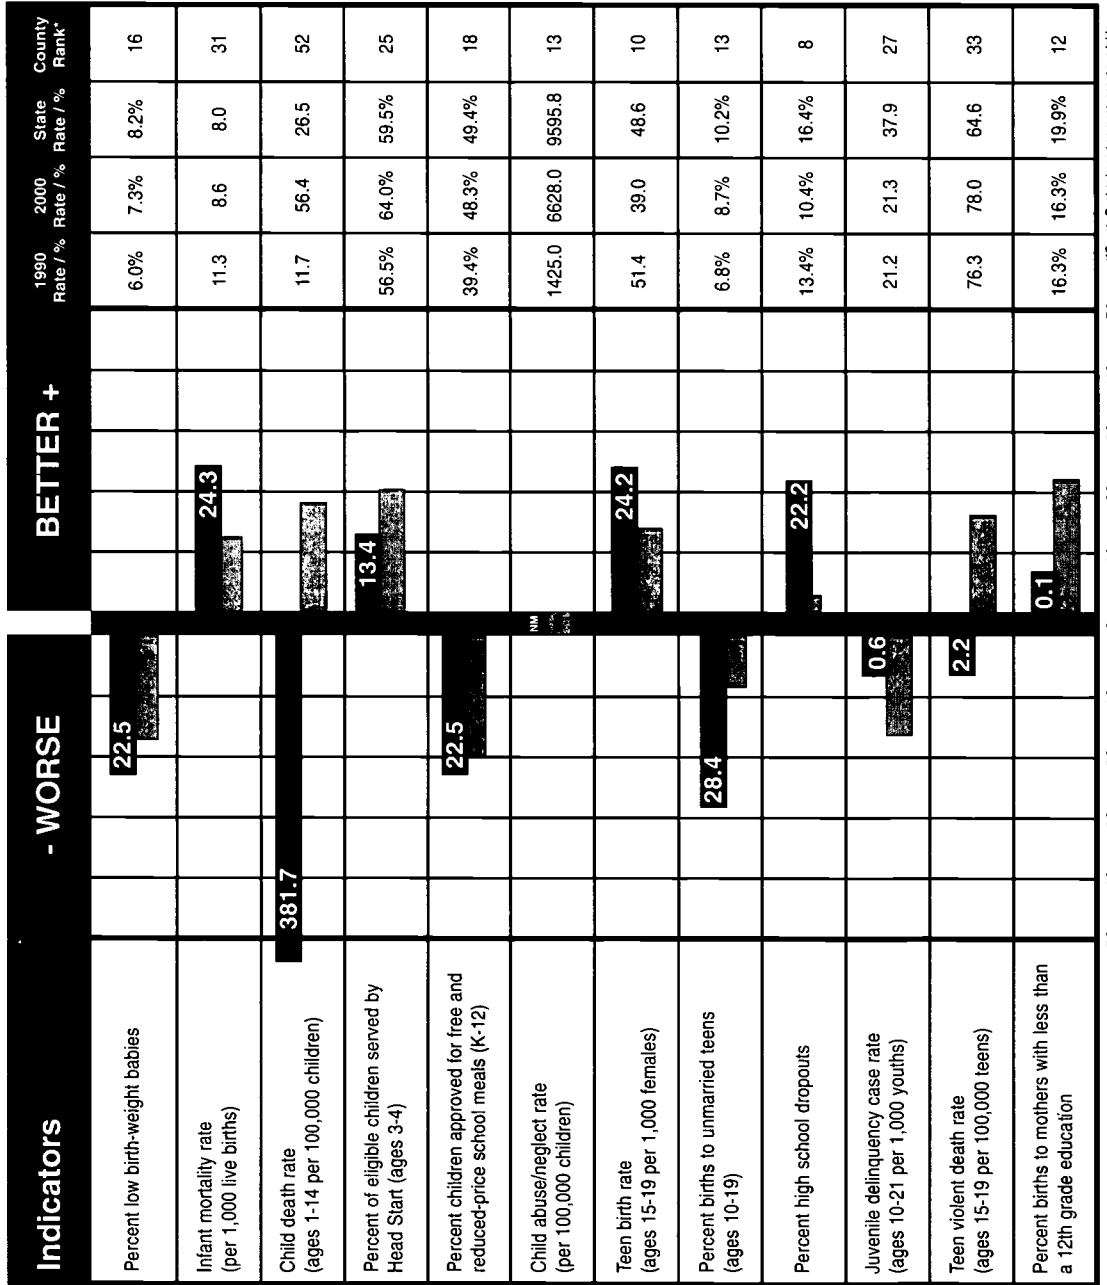 Indicators - WORSE BETTER + 1990 Rate / % 2000 Rate / % State Rate / % County Rank*
Percent low birth-weight babies 22.5 6.0% 7.3% 8.2% 16
Infant mortality rate
(per 1,000 live births) 24.3 11.3 8.6 8.0 31
Child death rate
(ages 1-14 per 100,000 children) 381.7 11.7 56.4 26.5 52
Percent of eligible children served by
Head Start (ages 3-4) 13.4 56.5% 64.0% 59.5% 25
Percent children approved for free and
reduced-price school meals (K-12) 22.5 39.4% 48.3% 49.4% 18
Child abuse/neglect rate
(per 100,000 children) NM 1425.0 6628.0 9595.8 13
Teen birth rate
(ages 15-19 per 1,000 females) 24.2 51.4 39.0 48.6 10
Percent births to unmarried teens
(ages 10-19) 28.4 6.8% 8.7% 10.2% 13
Percent high school dropouts 22.2 13.4% 10.4% 16.4% 8
Juvenile delinquency case rate
(ages 10-21 per 1,000 youths) 0.6 21.2 21.3 37.9 27
Teen violent death rate
(ages 15-19 per 100,000 teens) 2.2 76.3 78.0 64.6 33
Percent births to mothers with less than
a 12th grade education 0.1 16.3% 16.3% 19.9% 12